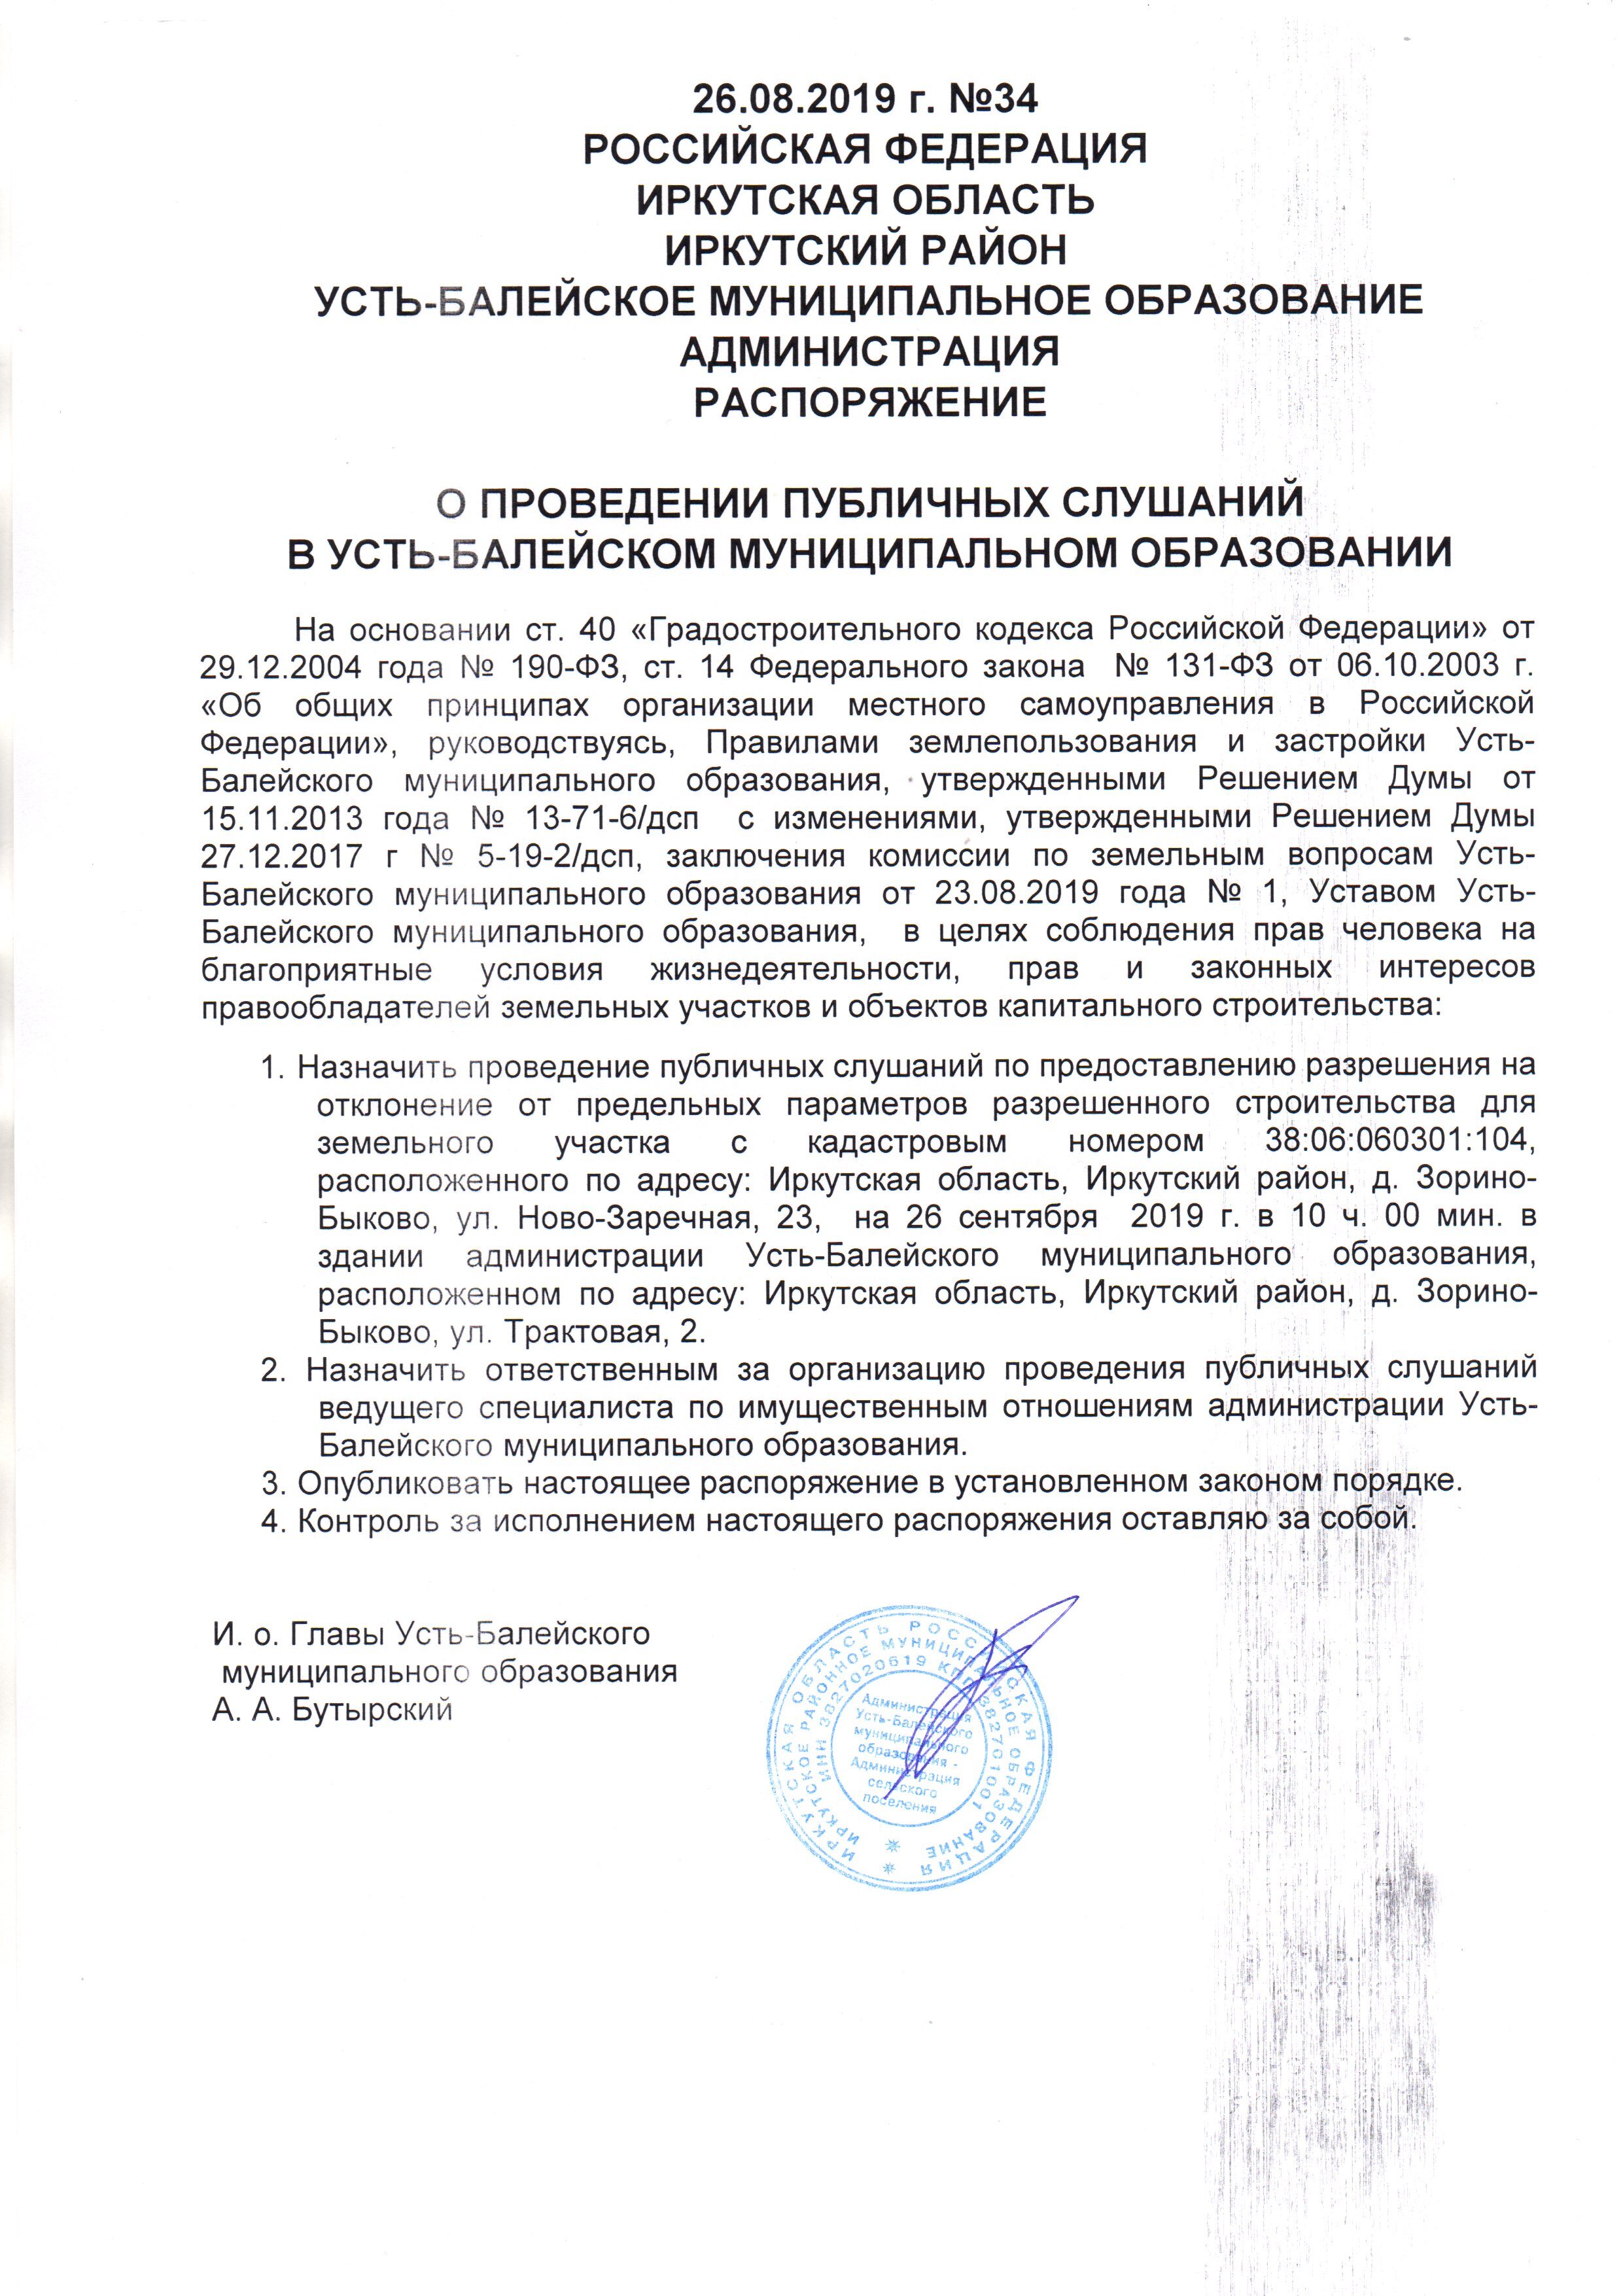 26.08.2019 г. №34
РОССИЙСКАЯ ФЕДЕРАЦИЯ
ИРКУТСКАЯ ОБЛАСТЬ
ИРКУТСКИЙ РАЙОН
УСТЬ-БАЛЕЙСКОЕ МУНИЦИПАЛЬНОЕ ОБРАЗОВАНИЕ
АДМИНИСТРАЦИЯ
РАСПОРЯЖЕНИЕ
О ПРОВЕДЕНИИ ПУБЛИЧНЫХ СЛУШАНИЙ
В УСТЬ-БАЛЕЙСКОМ МУНИЦИПАЛЬНОМ ОБРАЗОВАНИИ
На основании ст. 40 «Градостроительного кодекса Российской Федерации» от
29.12.2004 года № 190-ФЗ, ст. 14 Федерального закона № 131-ФЗ от 06.10.2003 г.
«Об общих принципах организации местного самоуправления в Российской
Федерации», руководствуясь, Правилами землепользования и застройки Усть-
Балейского муниципального образования, утвержденными Решением Думы от
15.11.2013 года № 13-71-6/дсп с изменениями, утвержденными Решением Думы
27.12.2017 г № 5-19-2/дсп, заключения комиссии по земельным вопросам Усть-
Балейского муниципального образования от 23.08.2019 года № 1, Уставом Усть-
Балейского муниципального образования, в целях соблюдения прав человека на
благоприятные условия жизнедеятельности, прав и законных интересов
правообладателей земельных участков и объектов капитального строительства:
1. Назначить проведение публичных слушаний по предоставлению разрешения на
отклонение от предельных параметров разрешенного строительства для
земельного участка с кадастровым номером 38:06:060301:104,
расположенного по адресу: Иркутская область, Иркутский район, д. Зорино-
Быково, ул. Ново-Заречная, 23, на 26 сентября 2019 г. в 10 ч. 00 мин. в
здании администрации Усть-Балейского муниципального образования,
расположенном по адресу: Иркутская область, Иркутский район, д. Зорино-
Быково, ул. Трактовая, 2.
2. Назначить ответственным за организацию проведения публичных слушаний
ведущего специалиста по имущественным отношениям администрации Усть-
Балейского муниципального образования.
3. Опубликовать настоящее распоряжение в установленном законом порядке.
4. Контроль за исполнением настоящего распоряжения оставляю за собой.
И. о. Главы Усть-Балейского
муниципального образования
А. А. Бутырский
ИРКУТСКАЯ ОБЛАСТЬ РОССИЙСКАЯ ФЕДЕРАЦИЯ
ИРКУТСКОЕ РАЙОННОЕ МУНИЦИПАЛЬНОЕ ОБРАЗОВАНИЕ
ИНН 3827020619 КПП 382701001
Администрация
Усть-Балейского
муниципального
образования -
Администрация
сельского
поселения